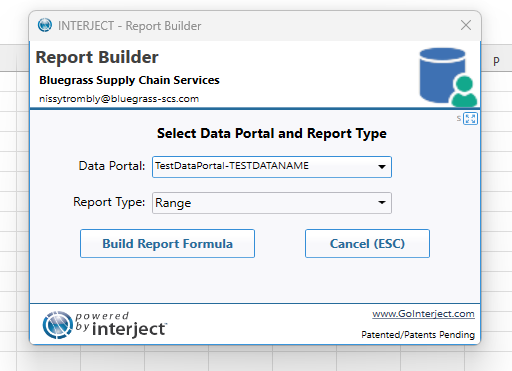 INTERJECT - Report Builder
Report Builder
Bluegrass Supply Chain Services
nissytrombly@bluegrass-scs.com
P
S
Select Data Portal and Report Type
Data Portal: TestDataPortal-TESTDATANAME
Report Type: Range
Build Report Formula Cancel (ESC)
powered by interject
www.GoInterject.com
Patented/Patents Pending